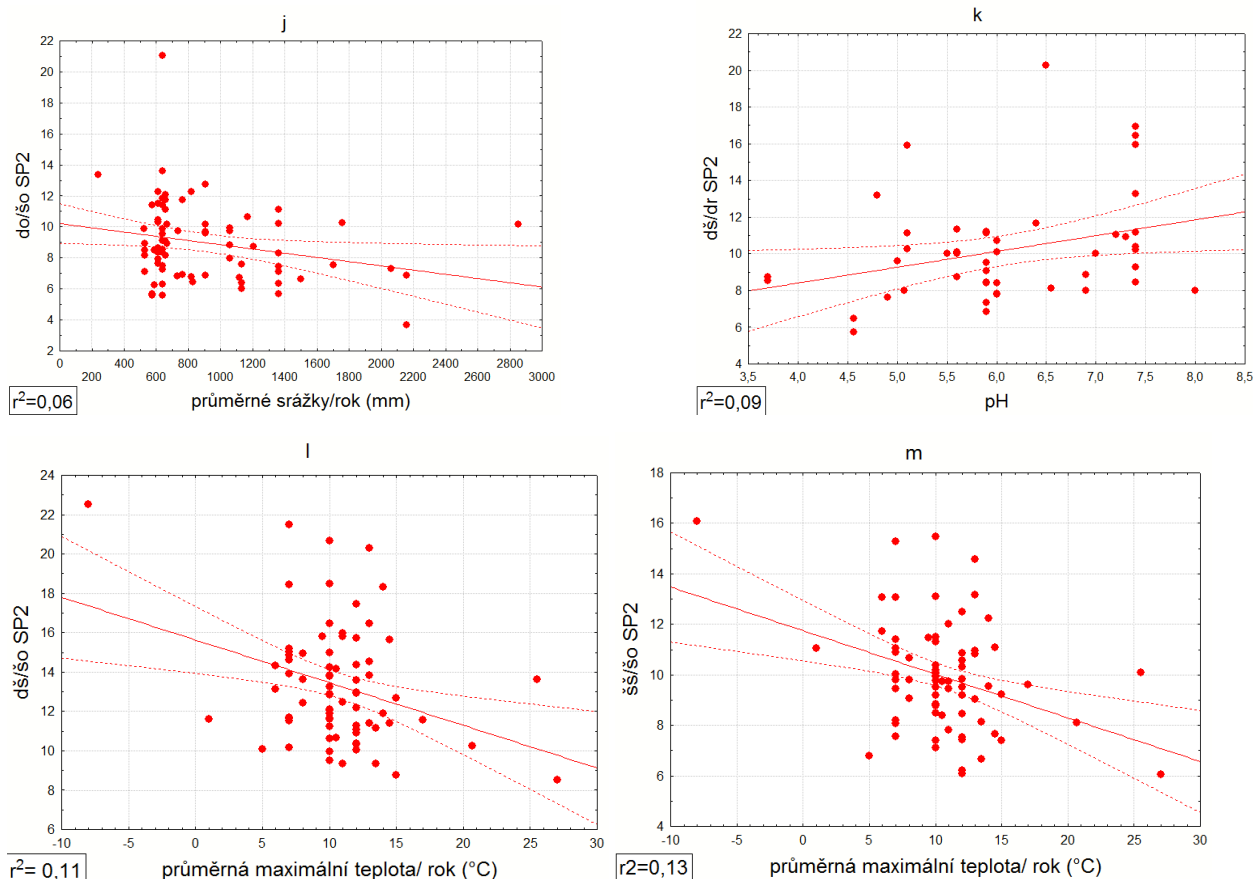 j
22
20
18
16
14
12
10
8
6
4
2
do/šo SP2
0 400 800 1200 1600 2000 2400 2800
200 600 1000 1400 1800 2200 2600 3000
r²=0,06
průměrné srážky/rok (mm)
k
22
20
18
16
14
12
10
8
6
4
dš/dr SP2
3,5 4,0 4,5 5,0 5,5 6,0 6,5 7,0 7,5 8,0 8,5
r²=0,09
pH
l
24
22
20
18
16
14
12
10
8
6
dš/šo SP2
-10 -5 0 5 10 15 20 25 30
r²= 0,11
průměrná maximální teplota/ rok (°C)
m
18
16
14
12
10
8
6
4
šš/šo SP2
-10 -5 0 5 10 15 20 25 30
r2=0,13
průměrná maximální teplota/ rok (°C)